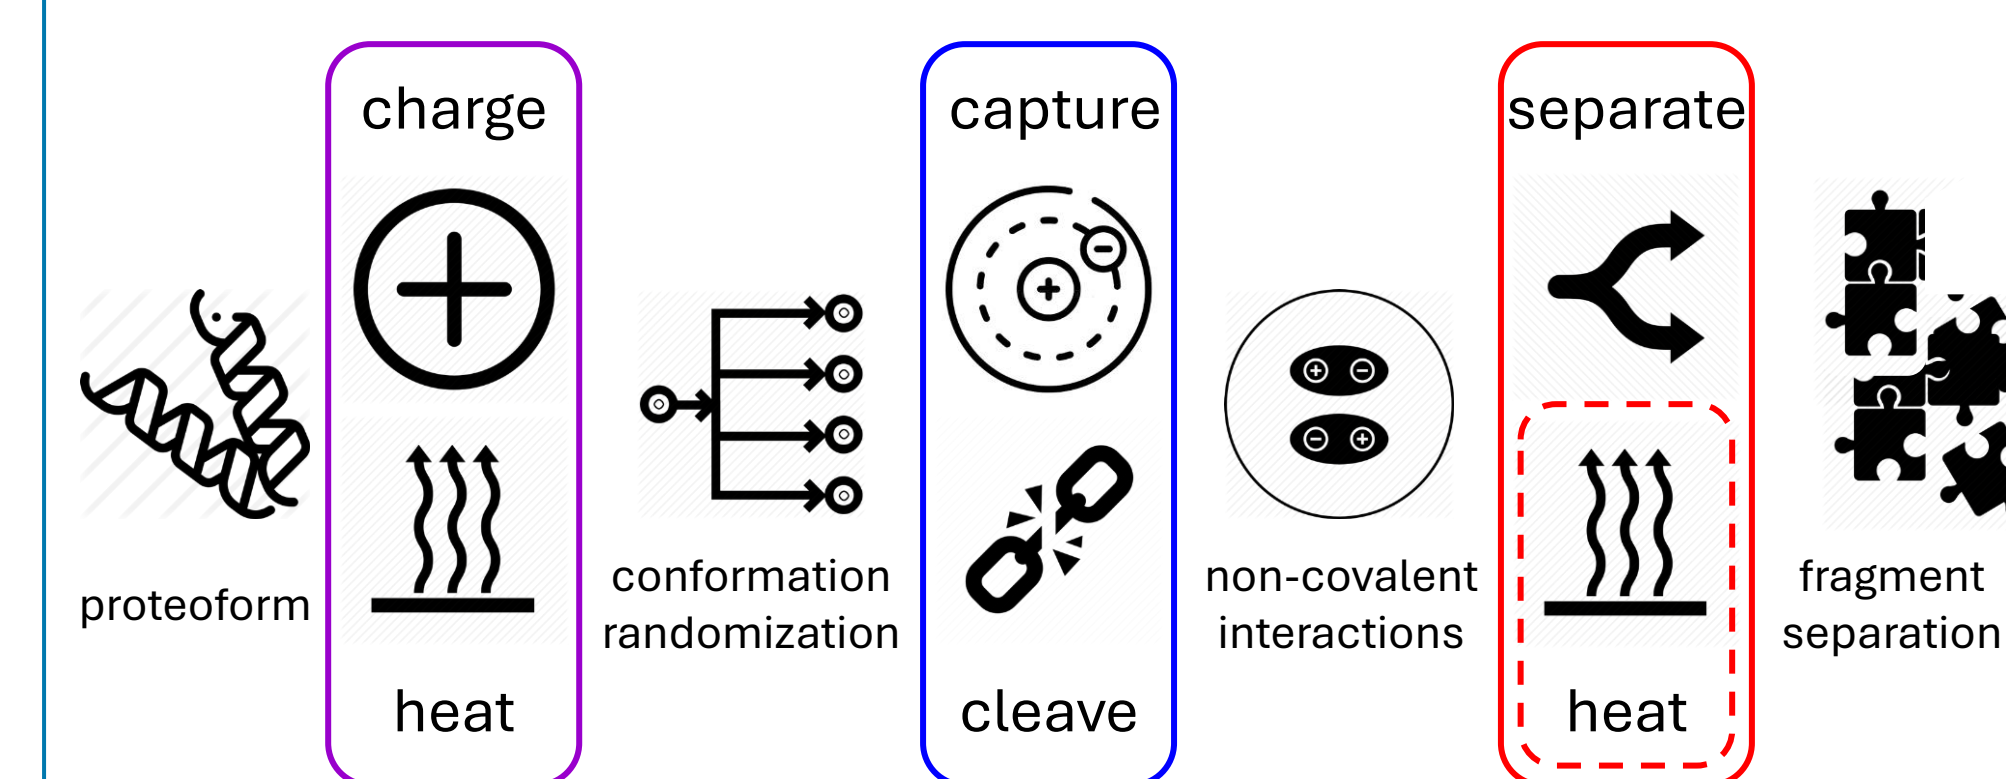 proteoform
charge
heat
conformation
randomization
capture
cleave
non-covalent
interactions
separate
heat
fragment
separation